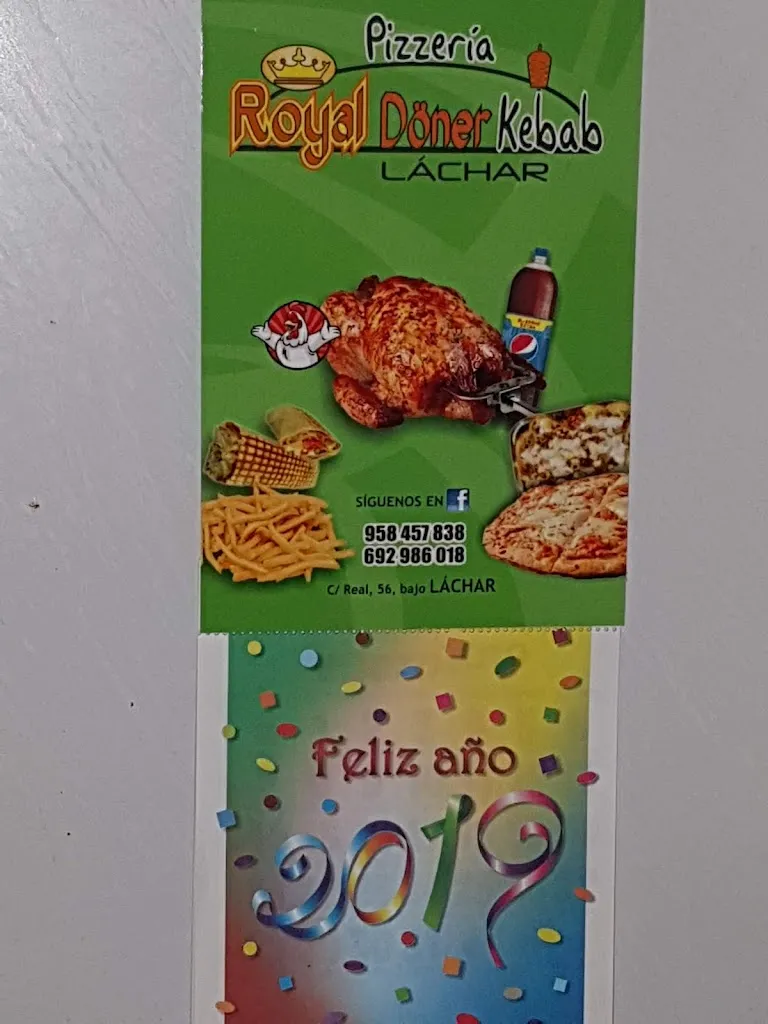 Pizzería
Royal Döner Kebab
LÁCHAR
SÍGUENOS EN f
958 457 838
692 986 018
C/ Real, 56, bajo LÁCHAR
Feliz año
2019